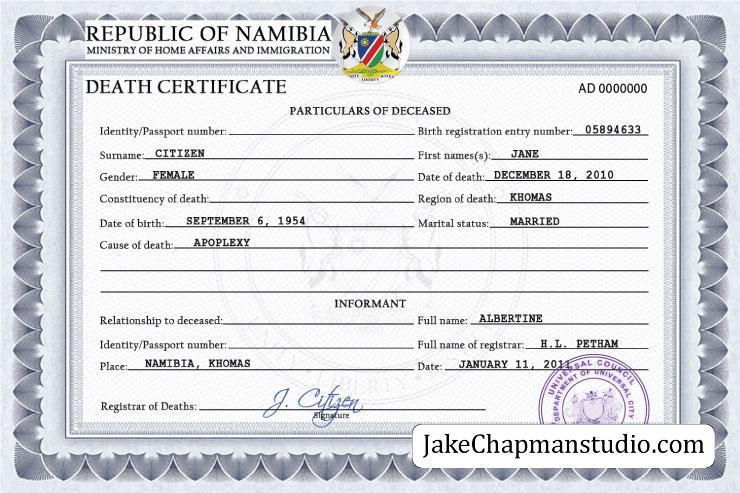 REPUBLIC OF NAMIBIA
MINISTRY OF HOME AFFAIRS AND IMMIGRATION
DEATH CERTIFICATE
AD 0000000
PARTICULARS OF DECEASED
Identity/Passport number:
Birth registration entry number: 05894633
Surname: CITIZEN
First names(s): JANE
Gender: FEMALE
Date of death: DECEMBER 18, 2010
Constituency of death:
Region of death: KHOMAS
Date of birth: SEPTEMBER 6, 1954
Marital status: MARRIED
Cause of death: APOPLEXY
INFORMANT
Relationship to deceased:
Full name: ALBERTINE
Identity/Passport number:
Full name of registrar: H.L. PETHAM
Place: NAMIBIA, KHOMAS
Date: JANUARY 11, 2011
Registrar of Deaths: J. Citizen
Signature
UNIVERSAL COUNCIL
DEPARTMENT OF UNIVERSAL CITY
JakeChapmanstudio.com